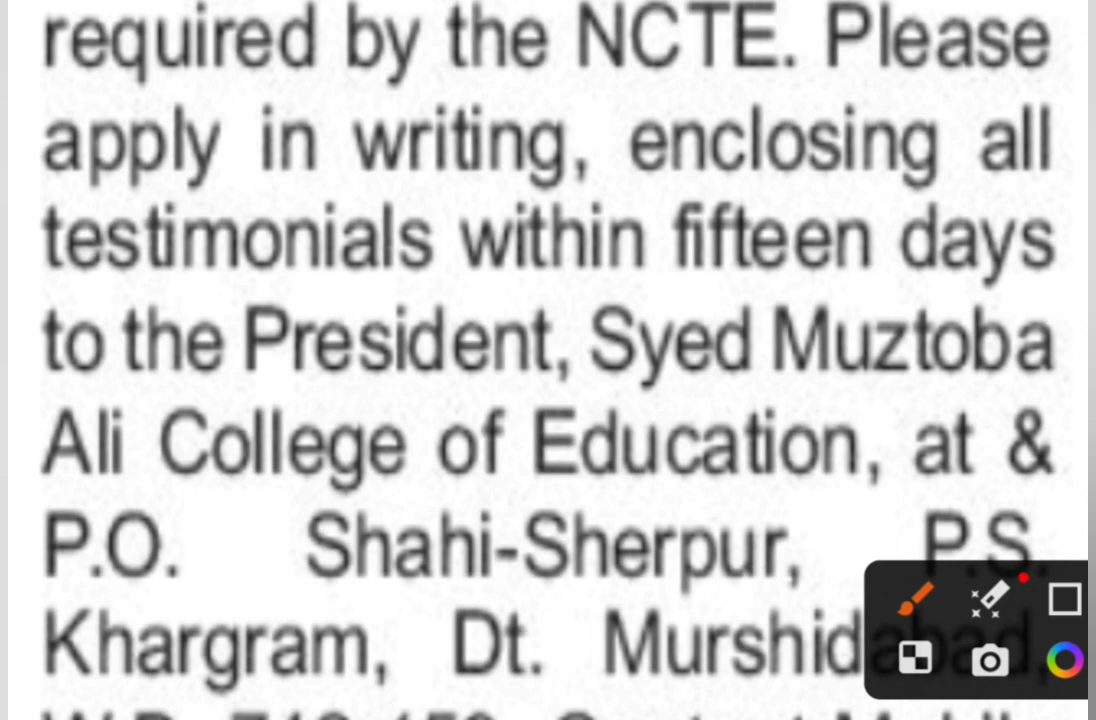 required by the NCTE. Please
apply in writing, enclosing all
testimonials within fifteen days
to the President, Syed Muztoba
Ali College of Education, at &
P.O. Shahi-Sherpur, P.S.
Khargram, Dt. Murshidabad,